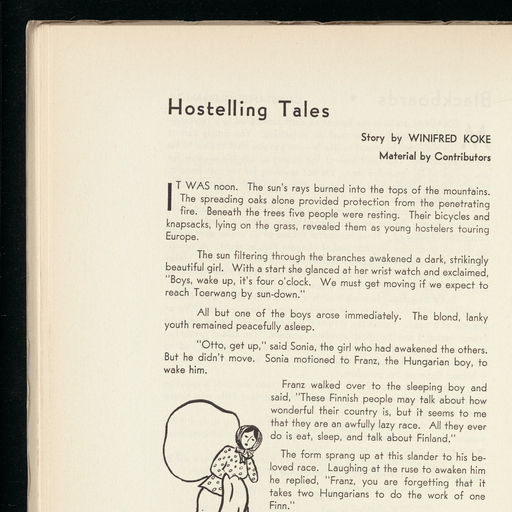 Hostelling Tales
Story by WINIFRED KOKE
Material by Contributors
IT WAS noon. The sun's rays burned into the tops of the mountains.
The spreading oaks alone provided protection from the penetrating
fire. Beneath the trees five people were resting. Their bicycles and
knapsacks, lying on the grass, revealed them as young hostelers touring
Europe.
The sun filtering through the branches awakened a dark, strikingly
beautiful girl. With a start she glanced at her wrist watch and exclaimed,
"Boys, wake up, it's four o'clock. We must get moving if we expect to
reach Toerwang by sun-down."
All but one of the boys arose immediately. The blond, lanky
youth remained peacefully asleep.
"Otto, get up," said Sonia, the girl who had awakened the others.
But he didn't move. Sonia motioned to Franz, the Hungarian boy, to
wake him.
Franz walked over to the sleeping boy and
said, "These Finnish people may talk about how
wonderful their country is, but it seems to me
that they are an awfully lazy race. All they ever
do is eat, sleep, and talk about Finland."
The form sprang up at this slander to his be-
loved race. Laughing at the ruse to awaken him
he replied, "Franz, you are forgetting that it
takes two Hungarians to do the work of one
Finn."
Blackboards